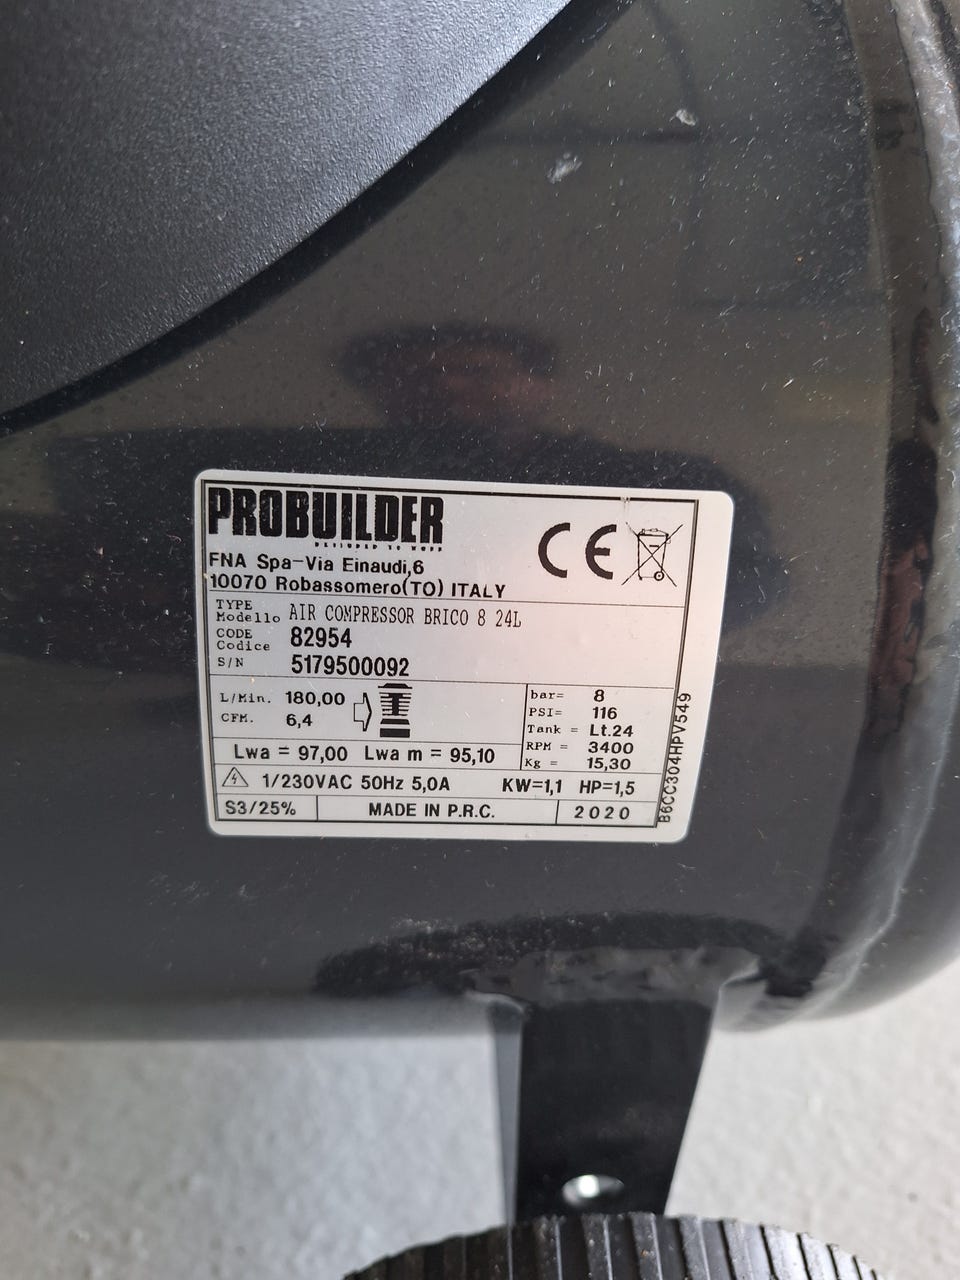 PROBUILDER
DESIGNED TO WORK
CE
FNA Spa-Via Einaudi,6
10070 Robassomero(TO) ITALY
TYPE
Modello AIR COMPRESSOR BRICO 8 24L
CODE
Codice 82954
S/N 5179500092
L/Min. 180,00
CFM. 6,4
bar= 8
PSI= 116
Tank = Lt.24
RPM = 3400
Kg = 15,30
Lwa = 97,00 Lwa m = 95,10
1/230VAC 50Hz 5,0A KW=1,1 HP=1,5
S3/25% MADE IN P.R.C. 2020
B6CC304HPV549